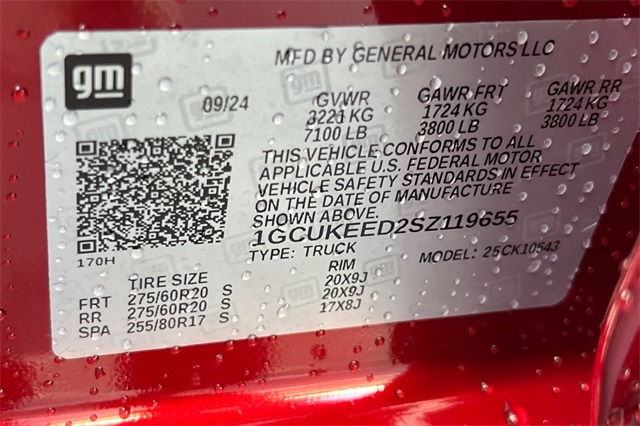 gm
MFD BY GENERAL MOTORS LLC
09/24
GVWR GAWR FRT GAWR RR
3221 KG 1724 KG 1724 KG
7100 LB 3800 LB 3800 LB
THIS VEHICLE CONFORMS TO ALL
APPLICABLE U.S. FEDERAL MOTOR
VEHICLE SAFETY STANDARDS IN EFFECT
ON THE DATE OF MANUFACTURE
SHOWN ABOVE.
1GCUKEED2SZ119655
TYPE: TRUCK MODEL: 25CK10543
170H
TIRE SIZE RIM
FRT 275/60R20 S 20X9J
RR 275/60R20 S 20X9J
SPA 255/80R17 S 17X8J